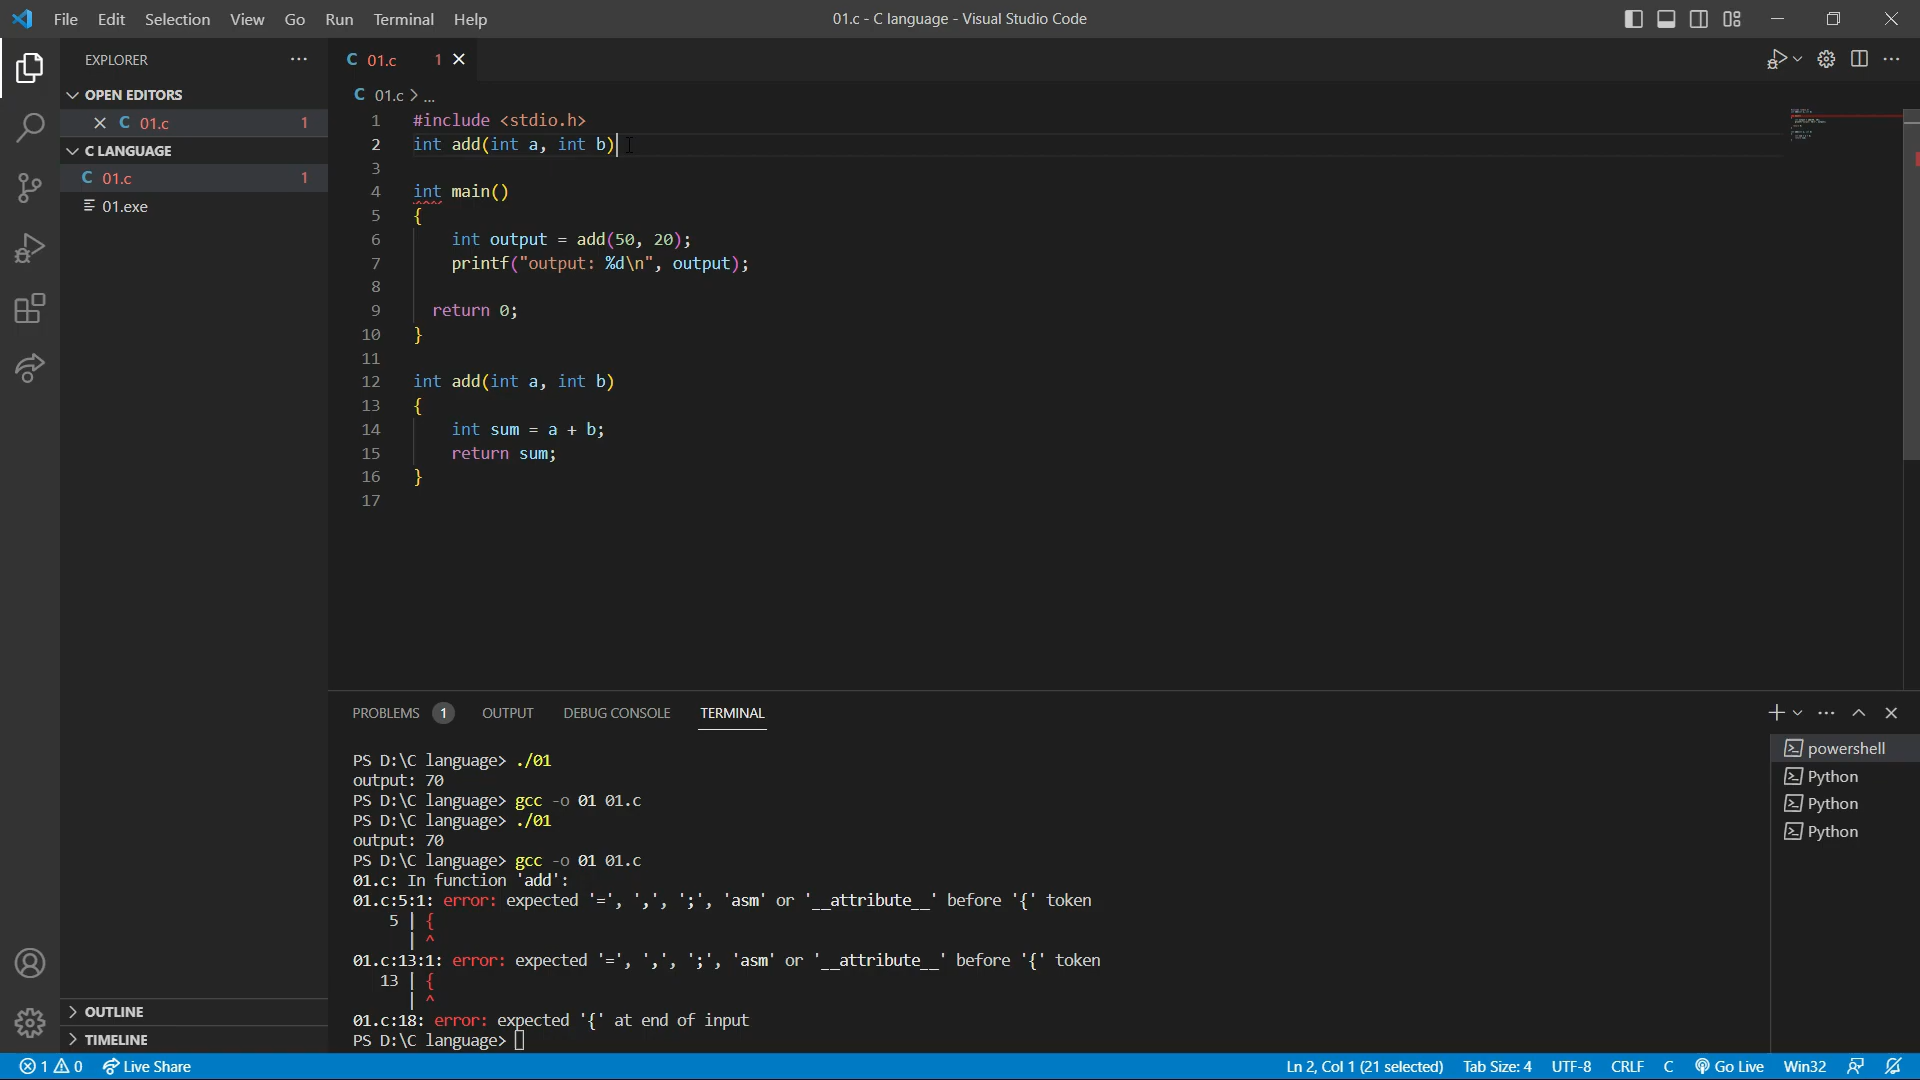 File Edit Selection View Go Run Terminal Help
01.c - C language - Visual Studio Code
EXPLORER
OPEN EDITORS
C 01.c 1
C LANGUAGE
C 01.c 1
01.exe
OUTLINE
TIMELINE
C 01.c 1
C 01.c > ...
1 #include <stdio.h>
2 int add(int a, int b)
3
4 int main()
5 {
6 int output = add(50, 20);
7 printf("output: %d\n", output);
8
9 return 0;
10 }
11
12 int add(int a, int b)
13 {
14 int sum = a + b;
15 return sum;
16 }
17
PROBLEMS 1 OUTPUT DEBUG CONSOLE TERMINAL
PS D:\C language> ./01
output: 70
PS D:\C language> gcc -o 01 01.c
PS D:\C language> ./01
output: 70
PS D:\C language> gcc -o 01 01.c
01.c: In function 'add':
01.c:5:1: error: expected '=', ',', ';', 'asm' or '__attribute__' before '{' token
5 | {
| ^
01.c:13:1: error: expected '=', ',', ';', 'asm' or '__attribute__' before '{' token
13 | {
| ^
01.c:18: error: expected '{' at end of input
PS D:\C language>
powershell
Python
Python
Python
1 0 Live Share
Ln 2, Col 1 (21 selected) Tab Size: 4 UTF-8 CRLF C Go Live Win32